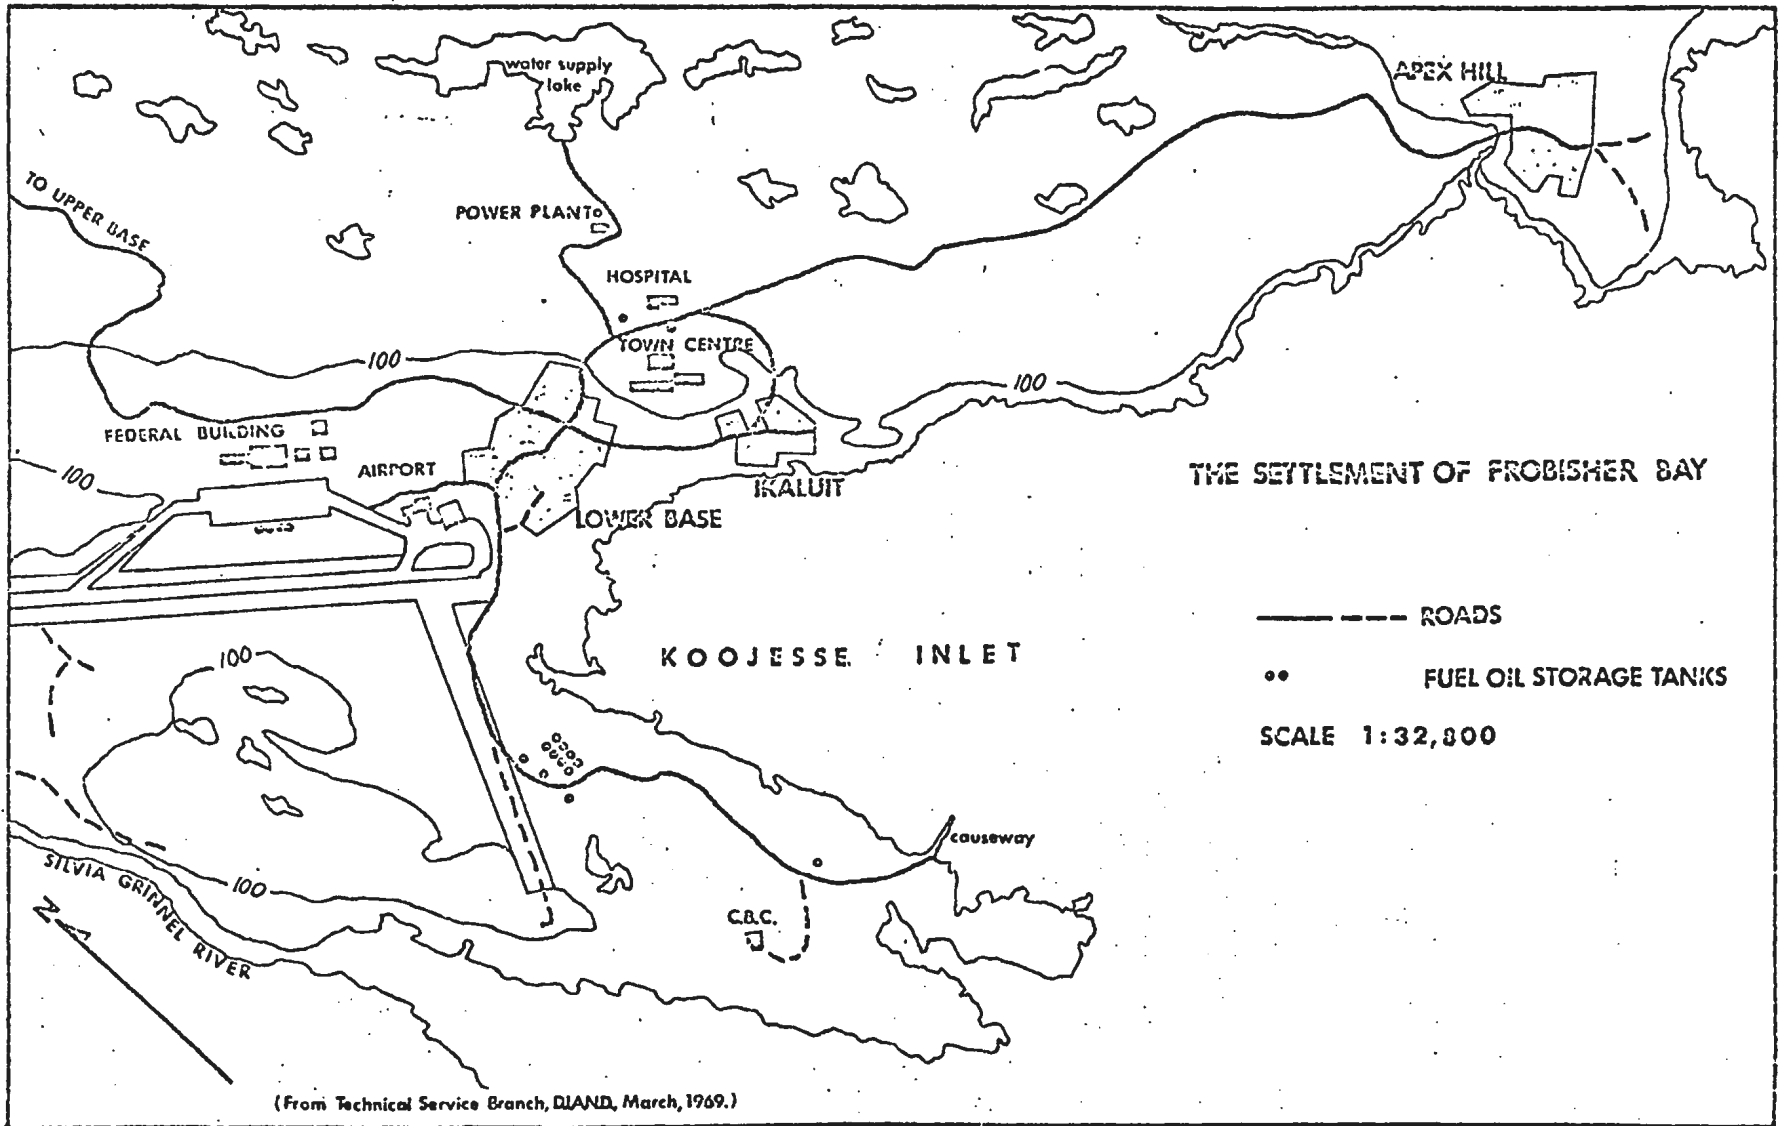 water supply
lake
APEX HILL
TO UPPER BASE
POWER PLANT
HOSPITAL
TOWN CENTRE
100
100
FEDERAL BUILDING
AIRPORT
100
IKALUIT
LOWER BASE
THE SETTLEMENT OF FROBISHER BAY
ROADS
KOOJESSE INLET
100
FUEL OIL STORAGE TANKS
SCALE 1:32,800
causeway
SILVIA GRINNEL RIVER
100
C.B.C.
N
(From Technical Service Branch, DIAND, March, 1969.)